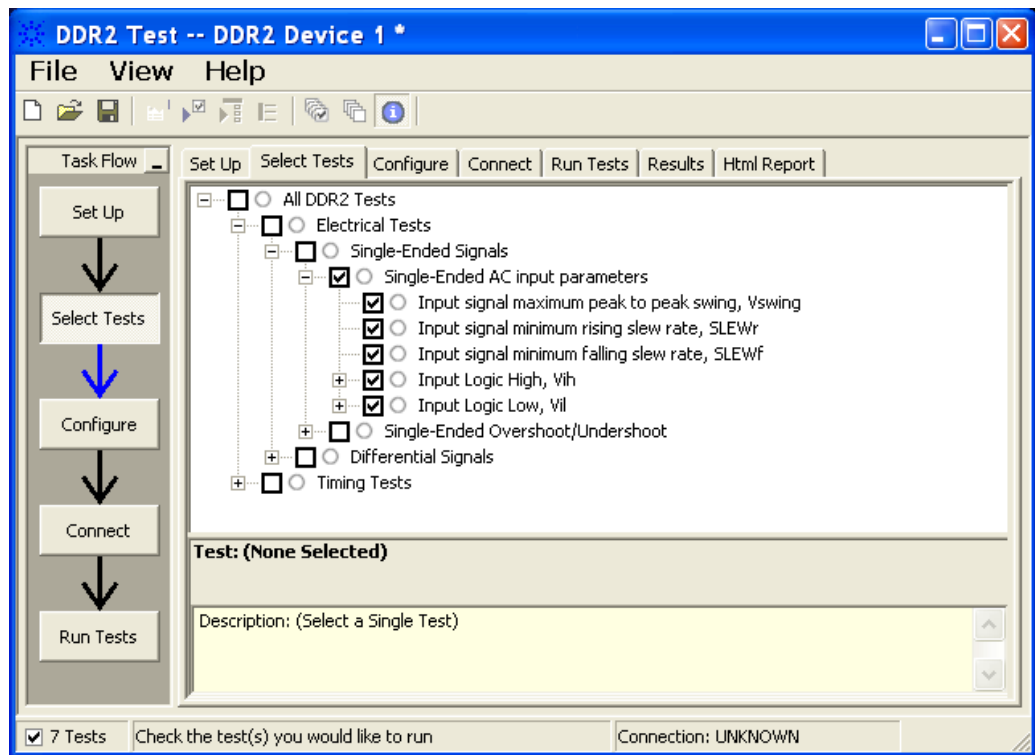 DDR2 Test -- DDR2 Device 1 *
File View Help
Task Flow
Set Up Select Tests Configure Connect Run Tests Results Html Report
Set Up
Select Tests
Configure
Connect
Run Tests
All DDR2 Tests
Electrical Tests
Single-Ended Signals
Single-Ended AC input parameters
Input signal maximum peak to peak swing, Vswing
Input signal minimum rising slew rate, SLEWr
Input signal minimum falling slew rate, SLEWf
Input Logic High, Vih
Input Logic Low, Vil
Single-Ended Overshoot/Undershoot
Differential Signals
Timing Tests
Test: (None Selected)
Description: (Select a Single Test)
7 Tests Check the test(s) you would like to run Connection: UNKNOWN